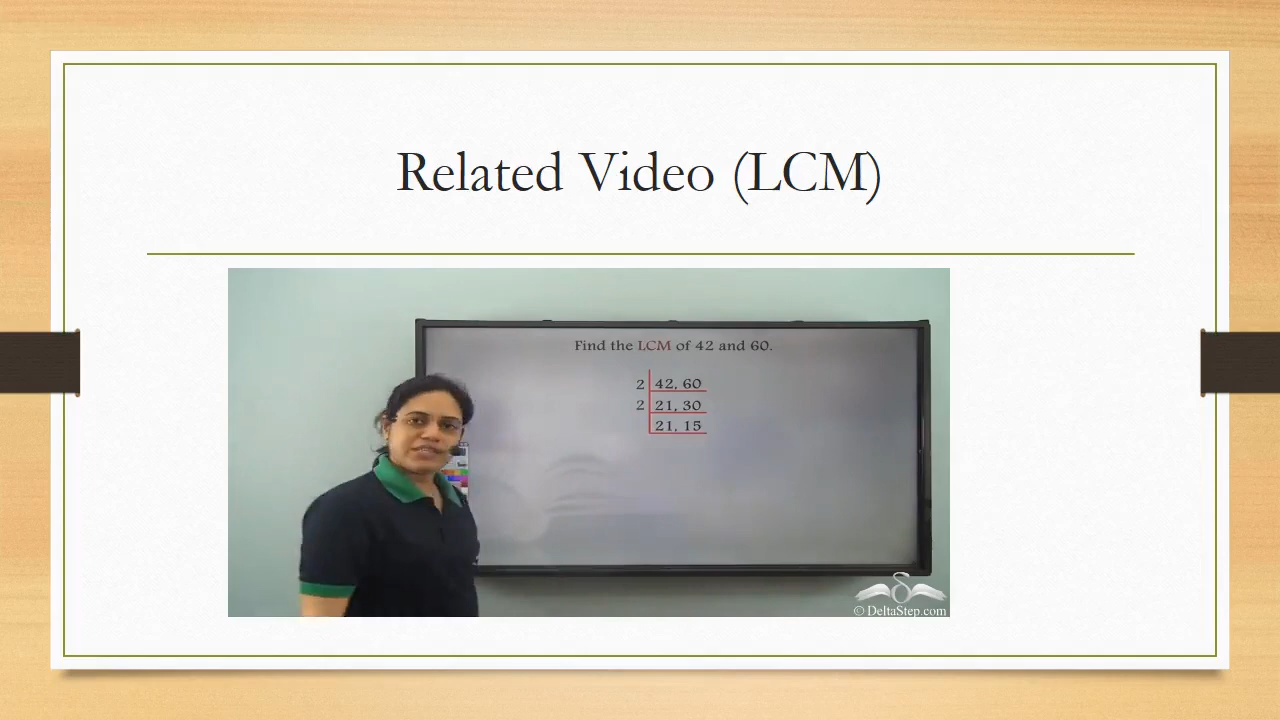 Related Video (LCM)
Find the LCM of 42 and 60.
2 42, 60
2 21, 30
21, 15
© DeltaStep.com